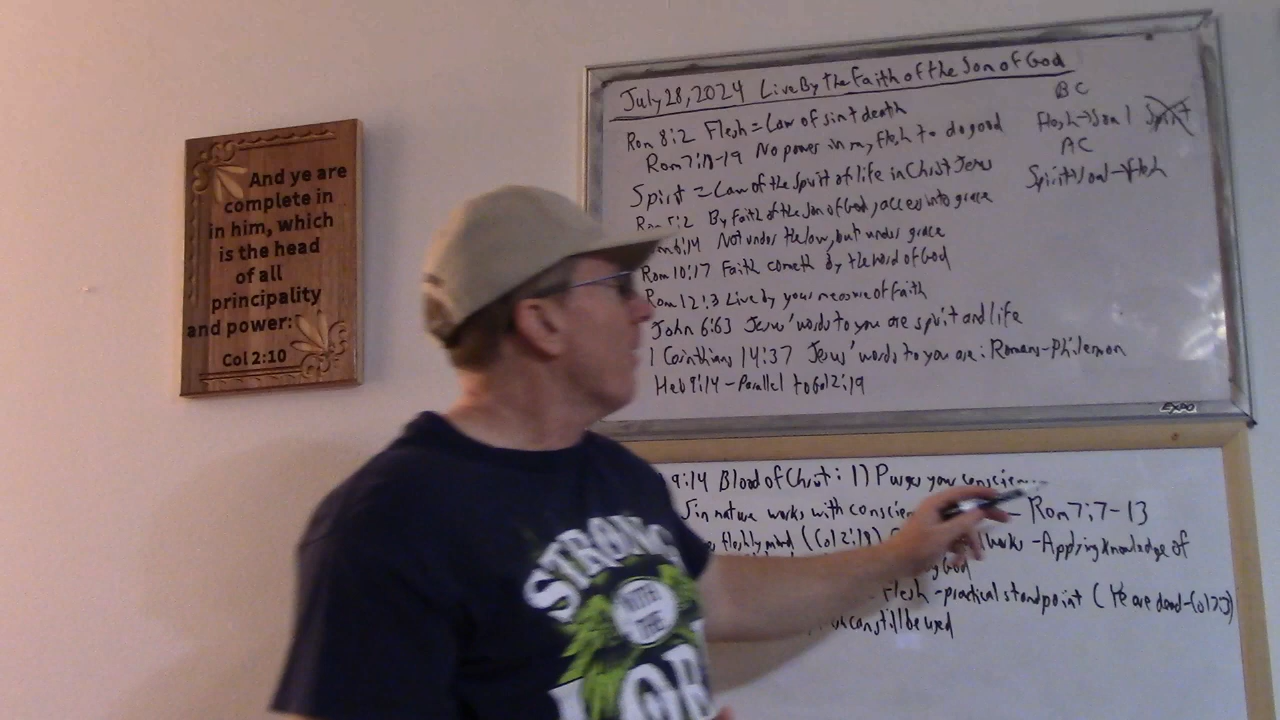 And ye are
complete in
in him, which
is the head
of all
principality
and power:
Col 2:10
July 28, 2024 Live By the Faith of the Son of God
Rom 8:2 Flesh = Law of sin + death
Rom 7:18-19 No power in my flesh to do good
Spirit = Law of the Spirit of life in Christ Jesus
Rom 5:2 By Faith of the Son of God, access into grace
6:14 Not under the law, but under grace
Rom 10:17 Faith cometh by the word of God
Rom 12:3 Live by your measure of faith
John 6:63 Jesus' words to you are spirit and life
1 Corinthians 14:37 Jesus' words to you are: Romans-Philemon
Heb 9:14 - Parallel to Col 2:19
BC
Flesh→Soul Spirit
AC
Spirit→Soul→Flesh
EXPO
9:14 Blood of Christ: 1) Purges your
Sin nature works with - Rom 7:7-13
fleshly mind (Col 2:18) works - Applying knowledge of
God
Flesh - practical standpoint (Ye are dead-
can still be used
STRONG
WITH
THE
LORD